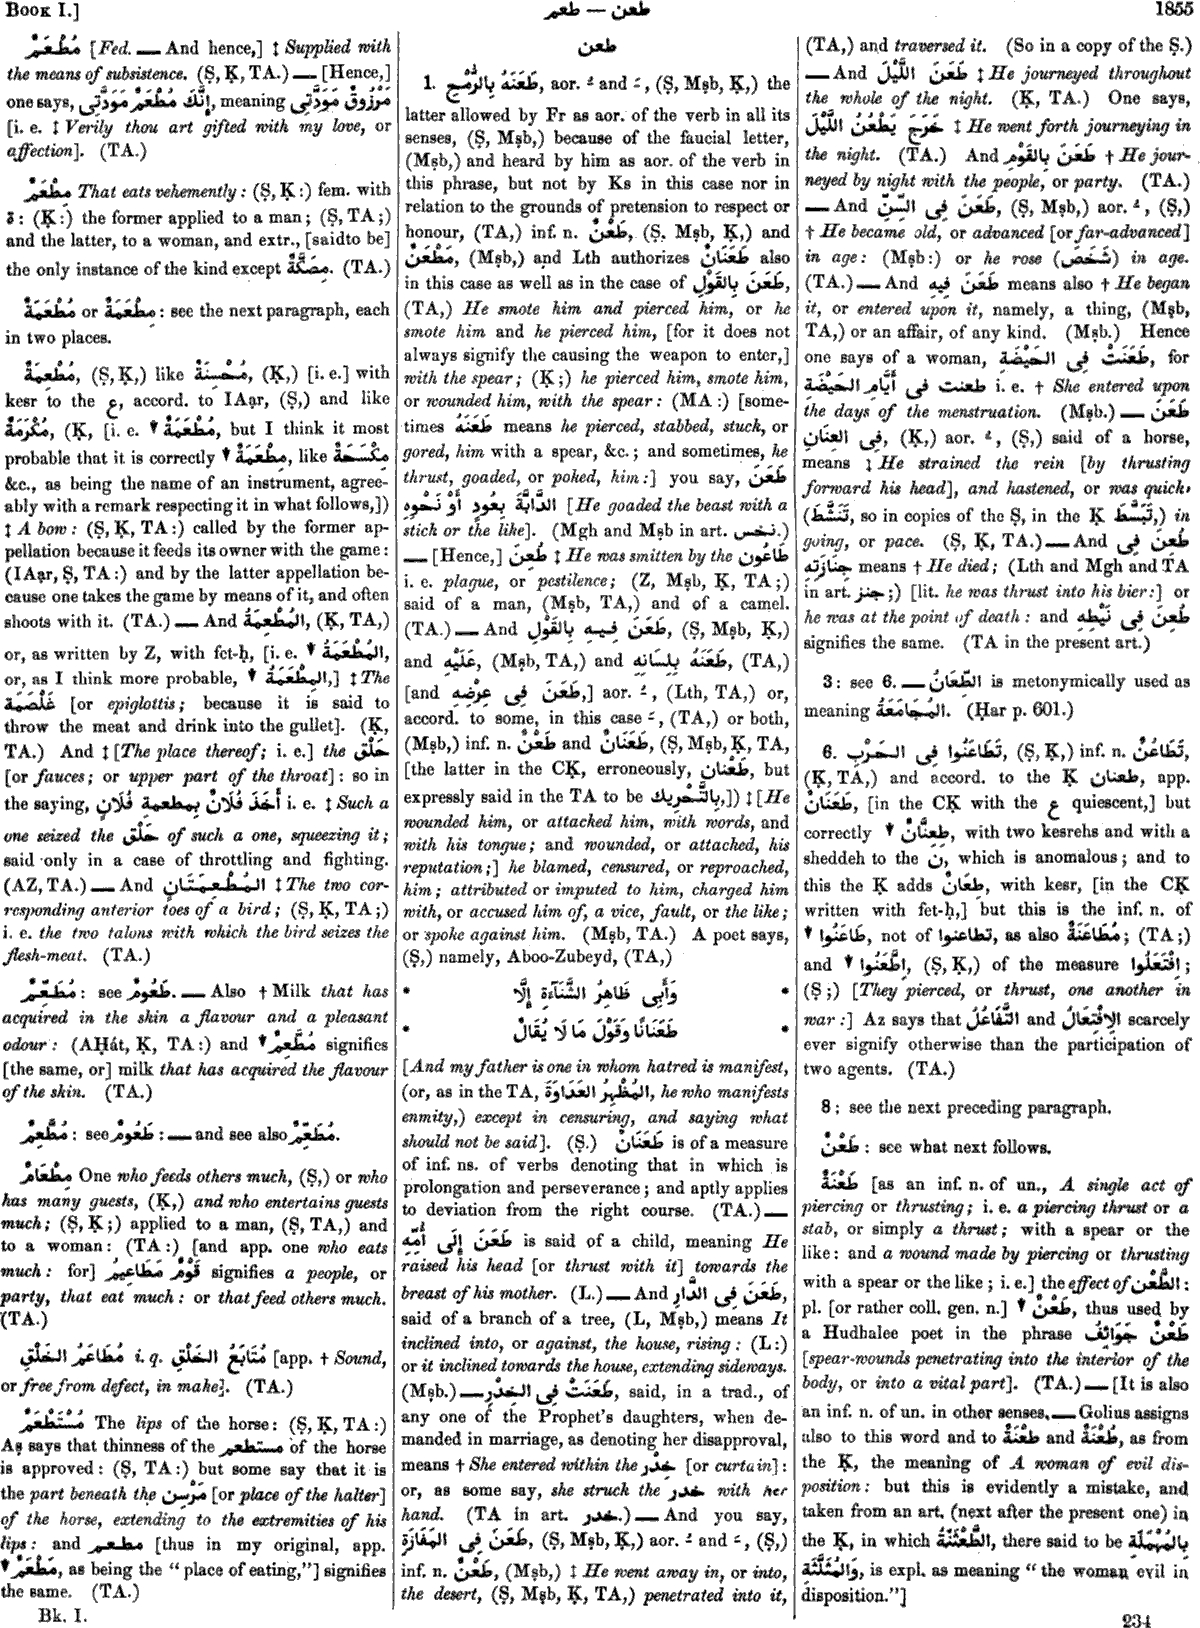 Book I.]
طعم — طعن
1855
مُطْعَمٌ [Fed. — And hence,] ‡ Supplied with
the means of subsistence. (Ṣ, Ḳ, TA.) — [Hence,]
one says, إِنَّكَ مُطْعَمٌ مَوَدَّتِى, meaning مَرْزُوقٌ مَوَدَّتِى
[i. e. ‡ Verily thou art gifted with my love, or
affection]. (TA.)
مِطْعَمٌ That eats vehemently: (Ṣ, Ḳ:) fem. with
ة: (Ḳ:) the former applied to a man; (Ṣ, TA;)
and the latter, to a woman, and extr., [saidto be]
the only instance of the kind except مِصَكَّةٌ. (TA.)
مُطْعَمَةٌ or مِطْعَمَةٌ: see the next paragraph, each
in two places.
مُطْعِمَةٌ, (Ṣ, Ḳ,) like مُحْسِنَةٌ, (Ḳ,) [i. e.] with
kesr to the ع, accord. to IAạr, (Ṣ,) and like
مُكْرَمَةٌ, (Ḳ, [i. e. ▼ مُطْعَمَةٌ, but I think it most
probable that it is correctly ▼ مِطْعَمَةٌ, like مِكْسَحَةٌ
&c., as being the name of an instrument, agree-
ably with a remark respecting it in what follows,])
‡ A bow: (Ṣ, Ḳ, TA:) called by the former ap-
pellation because it feeds its owner with the game:
(IAạr, Ṣ, TA:) and by the latter appellation be-
cause one takes the game by means of it, and often
shoots with it. (TA.) — And المُطْعِمَةُ, (Ḳ, TA,)
or, as written by Z, with fet-ḥ, [i. e. ▼ المُطْعَمَةُ,
or, as I think more probable, ▼ المِطْعَمَةُ,] ‡ The
غَلْصَمَة [or epiglottis; because it is said to
throw the meat and drink into the gullet]. (Ḳ,
TA.) And ‡ [The place thereof; i. e.] the حَلْق
[or fauces; or upper part of the throat]: so in
the saying, أَخَذَ فُلَانٌ بِمطعمة فُلَانٍ i. e. ‡ Such a
one seized the حَلْق of such a one, squeezing it;
said only in a case of throttling and fighting.
(AZ, TA.) — And المُطْعِمَتَانِ ‡ The two cor-
responding anterior toes of a bird; (Ṣ, Ḳ, TA;)
i. e. the two talons with which the bird seizes the
flesh-meat. (TA.)
مُطَعِّمٌ: see طَعُومٌ. — Also † Milk that has
acquired in the skin a flavour and a pleasant
odour: (AḤát, Ḳ, TA:) and ▼ مُطَّعِمٌ signifies
[the same, or] milk that has acquired the flavour
of the skin. (TA.)
مُطَّعِمٌ: see طَعُومٌ: — and see also مُطَعِّمٌ.
مِطْعَامٌ One who feeds others much, (Ṣ,) or who
has many guests, (Ḳ,) and who entertains guests
much; (Ṣ, Ḳ;) applied to a man, (Ṣ, TA,) and
to a woman: (TA:) [and app. one who eats
much: for] قَوْمٌ مَطَاعِيمُ signifies a people, or
party, that eat much: or that feed others much.
(TA.)
مُطَاعَمُ الخَلْقِ i. q. مُتَابَعُ الخَلْقِ [app. † Sound,
or free from defect, in make]. (TA.)
مُسْتَطْعَمٌ The lips of the horse: (Ṣ, Ḳ, TA:)
Aṣ says that thinness of the مستطعم of the horse
is approved: (Ṣ, TA:) but some say that it is
the part beneath the مَرْسِن [or place of the halter]
of the horse, extending to the extremities of his
lips: and مطعم [thus in my original, app.
▼ مَطْعَمٌ, as being the "place of eating,"] signifies
the same. (TA.)
Bk. I.
طعن
1. طَعَنَهُ بِالرُّمْحِ, aor. ـُ and ـَ, (Ṣ, Mṣb, Ḳ,) the
latter allowed by Fr as aor. of the verb in all its
senses, (Ṣ, Mṣb,) because of the faucial letter,
(Mṣb,) and heard by him as aor. of the verb in
this phrase, but not by Ks in this case nor in
relation to the grounds of pretension to respect or
honour, (TA,) inf. n. طَعْنٌ, (Ṣ, Mṣb, Ḳ,) and
مَطْعَنٌ, (Mṣb,) and Lth authorizes طَعَنَانٌ also
in this case as well as in the case of طَعَنَ بِالقَوْلِ,
(TA,) He smote him and pierced him, or he
smote him and he pierced him, [for it does not
always signify the causing the weapon to enter,]
with the spear; (Ḳ;) he pierced him, smote him,
or wounded him, with the spear: (MA:) [some-
times طَعَنَهُ means he pierced, stabbed, stuck, or
gored, him with a spear, &c.; and sometimes, he
thrust, goaded, or poked, him:] you say, طَعَنَ
الدَّابَّةَ بِعُودٍ أَوْ نَحْوِهِ [He goaded the beast with a
stick or the like]. (Mgh and Mṣb in art. نخس.)
— [Hence,] طُعِنَ ‡ He was smitten by the طَاعُون
i. e. plague, or pestilence; (Z, Mṣb, Ḳ, TA;)
said of a man, (Mṣb, TA,) and of a camel.
(TA.) — And طَعَنَ فِيهِ بِالقَوْلِ, (Ṣ, Mṣb, Ḳ,)
and عَلَيْهِ, (Mṣb, TA,) and طَعَنَهُ بِلِسَانِهِ, (TA,)
[and طَعَنَ فِى عِرْضِهِ,] aor. ـَ, (Lth, TA,) or,
accord. to some, in this case ـُ, (TA,) or both,
(Mṣb,) inf. n. طَعْنٌ and طَعَنَانٌ, (Ṣ, Mṣb, Ḳ, TA,
[the latter in the CḲ, erroneously, طَعْنان, but
expressly said in the TA to be بِالتَّحْرِيكِ,]) ‡ [He
wounded him, or attacked him, with words, and
with his tongue; and wounded, or attacked, his
reputation;] he blamed, censured, or reproached,
him; attributed or imputed to him, charged him
with, or accused him of, a vice, fault, or the like;
or spoke against him. (Mṣb, TA.) A poet says,
(Ṣ,) namely, Aboo-Zubeyd, (TA,)
* وَأَبِى ظَاهِرُ الشَّنَآءَةِ إِلَّا *
* طَعَنَانًا وَقَوْلَ مَا لَا يُقَالُ *
[And my father is one in whom hatred is manifest,
(or, as in the TA, المُظْهِرُ العَدَاوَةَ, he who manifests
enmity,) except in censuring, and saying what
should not be said]. (Ṣ.) طَعَنَانٌ is of a measure
of inf. ns. of verbs denoting that in which is
prolongation and perseverance; and aptly applies
to deviation from the right course. (TA.) —
طَعَنَ إِلَى أُمِّهِ is said of a child, meaning He
raised his head [or thrust with it] towards the
breast of his mother. (L.) — And طَعَنَ فِى الدَّارِ,
said of a branch of a tree, (L, Mṣb,) means It
inclined into, or against, the house, rising: (L:)
or it inclined towards the house, extending sideways.
(Mṣb.) — طَعَنَتْ فِى الخِدْرِ, said, in a trad., of
any one of the Prophet's daughters, when de-
manded in marriage, as denoting her disapproval,
means † She entered within the خِدْر [or curtain]:
or, as some say, she struck the خدر with her
hand. (TA in art. خدر.) — And you say,
طَعَنَ فِى المَفَازَةِ, (Ṣ, Mṣb, Ḳ,) aor. ـُ and ـَ, (Ṣ,)
inf. n. طَعْنٌ, (Mṣb,) ‡ He went away in, or into,
the desert, (Ṣ, Mṣb, Ḳ, TA,) penetrated into it,
(TA,) and traversed it. (So in a copy of the Ṣ.)
— And طَعَنَ اللَّيْلَ ‡ He journeyed throughout
the whole of the night. (Ḳ, TA.) One says,
خَرَجَ يَطْعُنُ اللَّيْلَ ‡ He went forth journeying in
the night. (TA.) And طَعَنَ بِالقَوْمِ † He jour-
neyed by night with the people, or party. (TA.)
— And طَعَنَ فِى السِّنِّ, (Ṣ, Mṣb,) aor. ـُ, (Ṣ,)
† He became old, or advanced [or far-advanced]
in age: (Mṣb:) or he rose (شَخَصَ) in age.
(TA.) — And طَعَنَ فِيهِ means also † He began
it, or entered upon it, namely, a thing, (Mṣb,
TA,) or an affair, of any kind. (Mṣb.) Hence
one says of a woman, طَعَنَتْ فِى الحَيْضَةِ, for
طعنت فى أَيَّامِ الحَيْضَةِ i. e. † She entered upon
the days of the menstruation. (Mṣb.) — طَعَنَ
فِى العِنَانِ, (Ḳ,) aor. ـُ, (Ṣ,) said of a horse,
means ‡ He strained the rein [by thrusting
forward his head], and hastened, or was quick,
(تَنَشَّطَ, so in copies of the Ṣ, in the Ḳ تَبَسَّطَ,) in
going, or pace. (Ṣ, Ḳ, TA.) — And طُعِنَ فِى
جِنَازَتِهِ means † He died; (Lth and Mgh and TA
in art. جنز;) [lit. he was thrust into his bier:] or
he was at the point of death: and طُعِنَ فِى نَيْطِهِ
signifies the same. (TA in the present art.)
3: see 6. — الطِّعَانُ is metonymically used as
meaning المُجَامَعَةُ. (Ḥar p. 601.)
6. تَطَاعَنُوا فِى الحَرْبِ, (Ṣ, Ḳ,) inf. n. تَطَاعُنٌ,
(Ḳ, TA,) and accord. to the Ḳ طعنان, app.
طَعَنَانٌ, [in the CḲ with the ع quiescent,] but
correctly ▼ طِعِنَّانٌ, with two kesrehs and with a
sheddeh to the ن, which is anomalous; and to
this the Ḳ adds طِعَانٌ, with kesr, [in the CḲ
written with fet-ḥ,] but this is the inf. n. of
▼ طَاعَنُوا, not of تطاعنوا, as also مُطَاعَنَةٌ; (TA;)
and ▼ اِطَّعَنُوا, (Ṣ, Ḳ,) of the measure اِفْتَعَلُوا;
(Ṣ;) [They pierced, or thrust, one another in
war:] Az says that التَّفَاعُلُ and الاِفْتِعَالُ scarcely
ever signify otherwise than the participation of
two agents. (TA.)
8: see the next preceding paragraph.
طَعْنٌ: see what next follows.
طَعْنَةٌ [as an inf. n. of un., A single act of
piercing or thrusting; i. e. a piercing thrust or a
stab, or simply a thrust; with a spear or the
like: and a wound made by piercing or thrusting
with a spear or the like; i. e.] the effect of الطَّعْن:
pl. [or rather coll. gen. n.] ▼ طَعْنٌ, thus used by
a Hudhalee poet in the phrase طَعْنٌ جَوَائِفُ
[spear-wounds penetrating into the interior of the
body, or into a vital part]. (TA.) — [It is also
an inf. n. of un. in other senses. — Golius assigns
also to this word and to طِعْنَةٌ and طُعْنَةٌ, as from
the Ḳ, the meaning of A woman of evil dis-
position: but this is evidently a mistake, and
taken from an art. (next after the present one) in
the Ḳ, in which الطَّعْثَنَةُ, there said to be بِالمُهْمَلَةِ
وَالمُثَلَّثَةِ, is expl. as meaning "the woman evil in
disposition."]
234